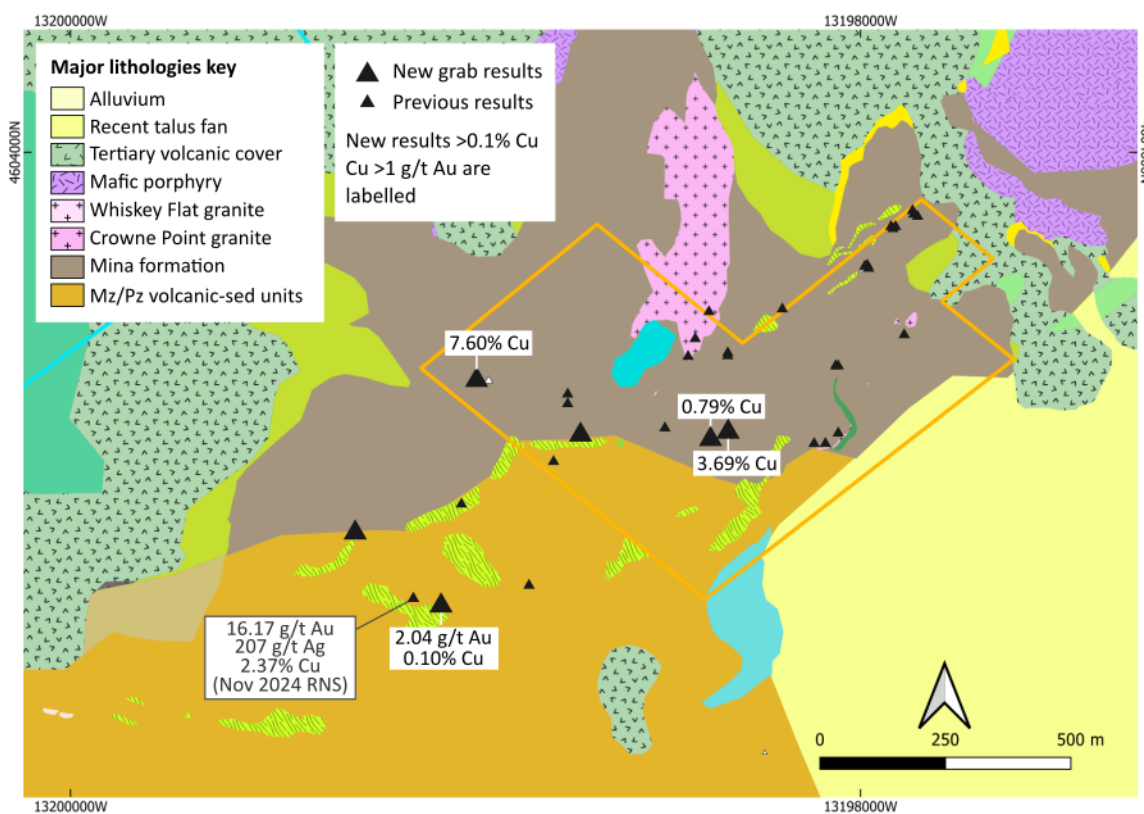 13200000W
13198000W
Major lithologies key
Alluvium
Recent talus fan
Tertiary volcanic cover
Mafic porphyry
Whiskey Flat granite
Crowne Point granite
Mina formation
Mz/Pz volcanic-sed units
New grab results
Previous results
New results >0.1% Cu
Cu >1 g/t Au are
labelled
4604000N
7.60% Cu
0.79% Cu
3.69% Cu
16.17 g/t Au
207 g/t Ag
2.37% Cu
(Nov 2024 RNS)
2.04 g/t Au
0.10% Cu
0
250
500 m
13200000W
13198000W